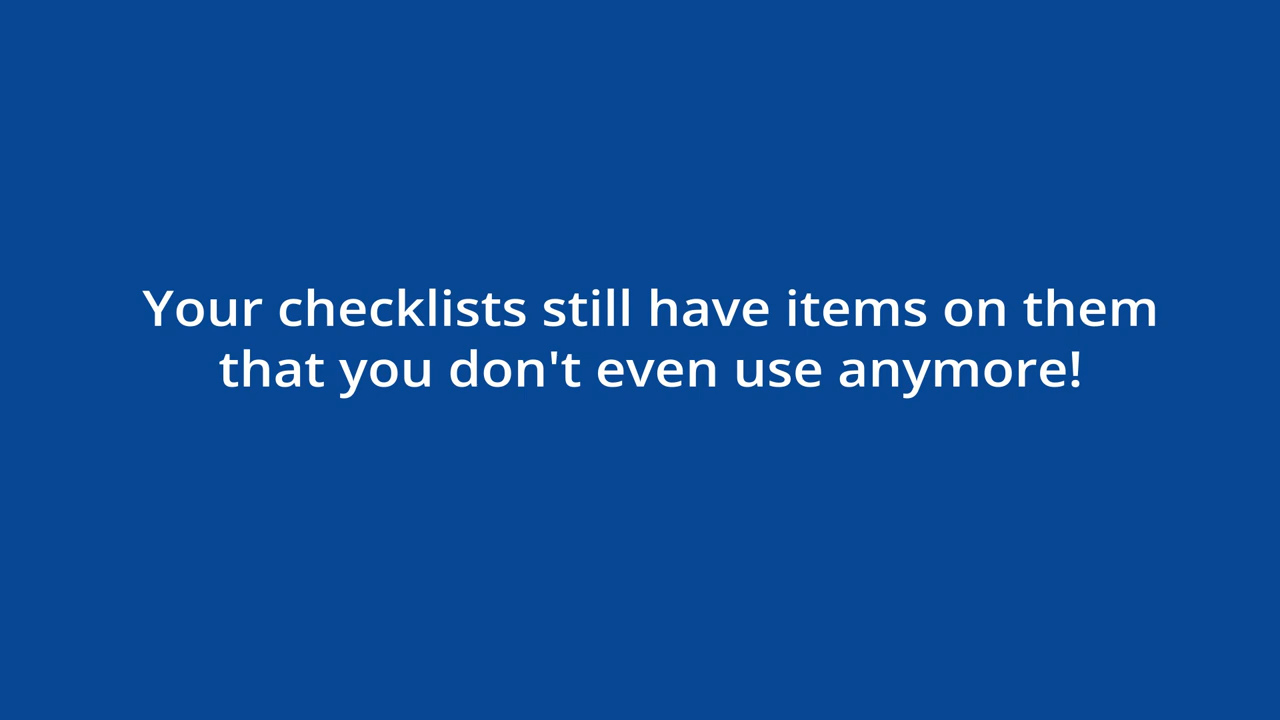 Your checklists still have items on them
that you don't even use anymore!